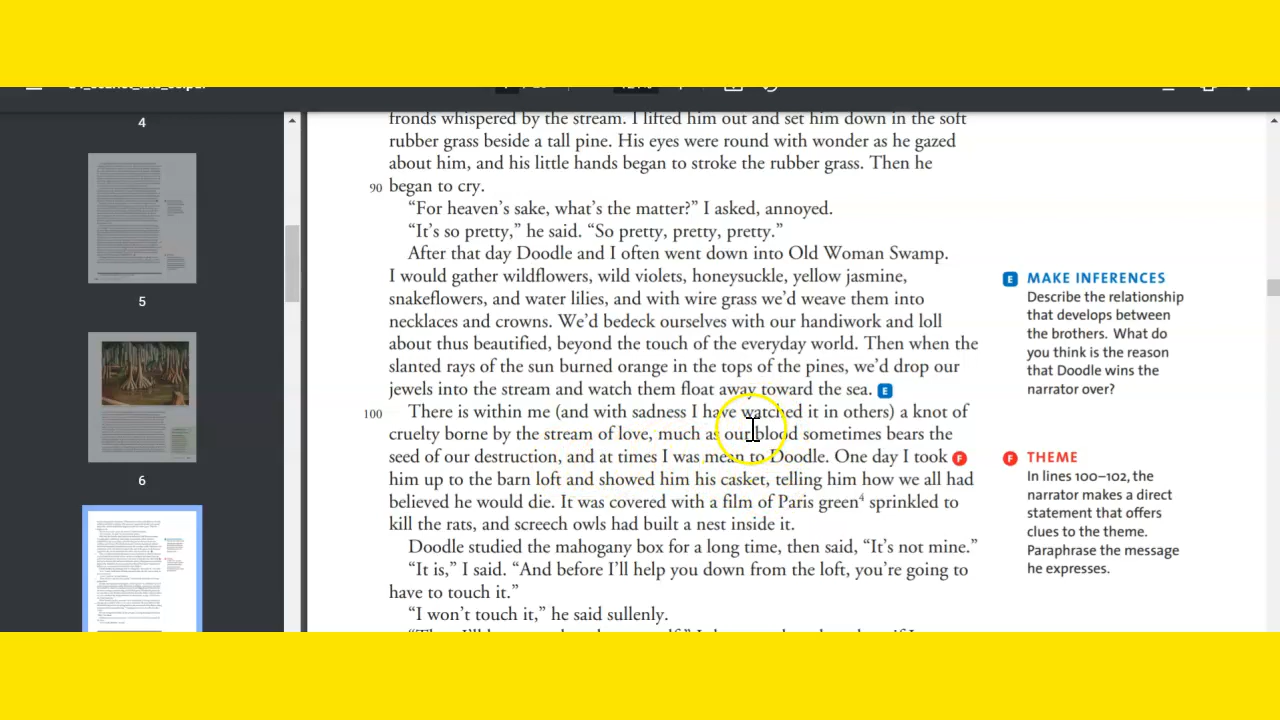 4
5
6
fronds whispered by the stream. I lifted him out and set him down in the soft
rubber grass beside a tall pine. His eyes were round with wonder as he gazed
about him, and his little hands began to stroke the rubber grass. Then he
90 began to cry.
“For heaven’s sake, what’s the matter?” I asked, annoyed.
“It’s so pretty,” he said. “So pretty, pretty, pretty.”
After that day Doodle and I often went down into Old Woman Swamp.
I would gather wildflowers, wild violets, honeysuckle, yellow jasmine,
snakeflowers, and water lilies, and with wire grass we’d weave them into
necklaces and crowns. We’d bedeck ourselves with our handiwork and loll
about thus beautified, beyond the touch of the everyday world. Then when the
slanted rays of the sun burned orange in the tops of the pines, we’d drop our
jewels into the stream and watch them float away toward the sea. E
100 There is within me (and with sadness I have watched it in others) a knot of
cruelty borne by the stream of love, much as our blood sometimes bears the
seed of our destruction, and at times I was mean to Doodle. One day I took F
him up to the barn loft and showed him his casket, telling him how we all had
believed he would die. It was covered with a film of Paris green4 sprinkled to
kill the rats, and screech owls had built a nest inside it.
Doodle studied the mahogany box for a long time, then said, “It’s not mine.”
“It is,” I said. “And before I’ll help you down from the loft, you’re going to
have to touch it.”
“I won’t touch it,” he said sullenly.
E MAKE INFERENCES
Describe the relationship
that develops between
the brothers. What do
you think is the reason
that Doodle wins the
narrator over?
F THEME
In lines 100–102, the
narrator makes a direct
statement that offers
clues to the theme.
Paraphrase the message
he expresses.